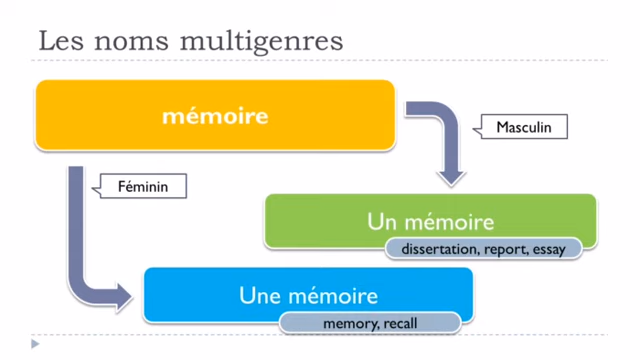 Les noms multigenres
mémoire
Masculin
Féminin
Un mémoire
dissertation, report, essay
Une mémoire
memory, recall